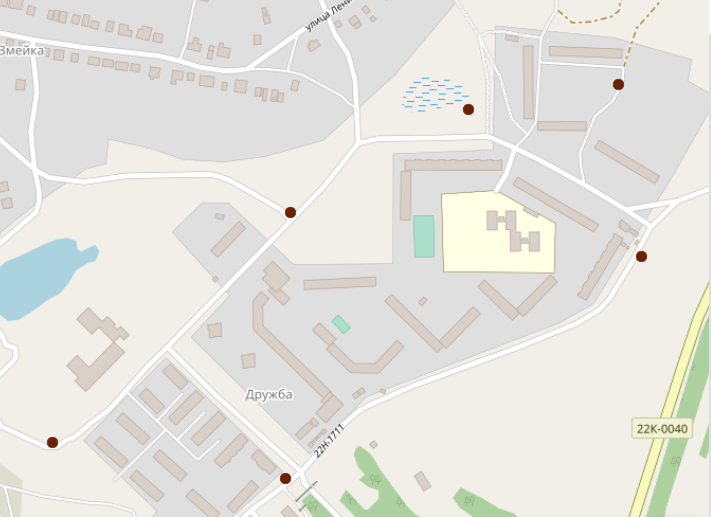 улица Лени
Змейка
Дружба
22К-0040
22Н-1711